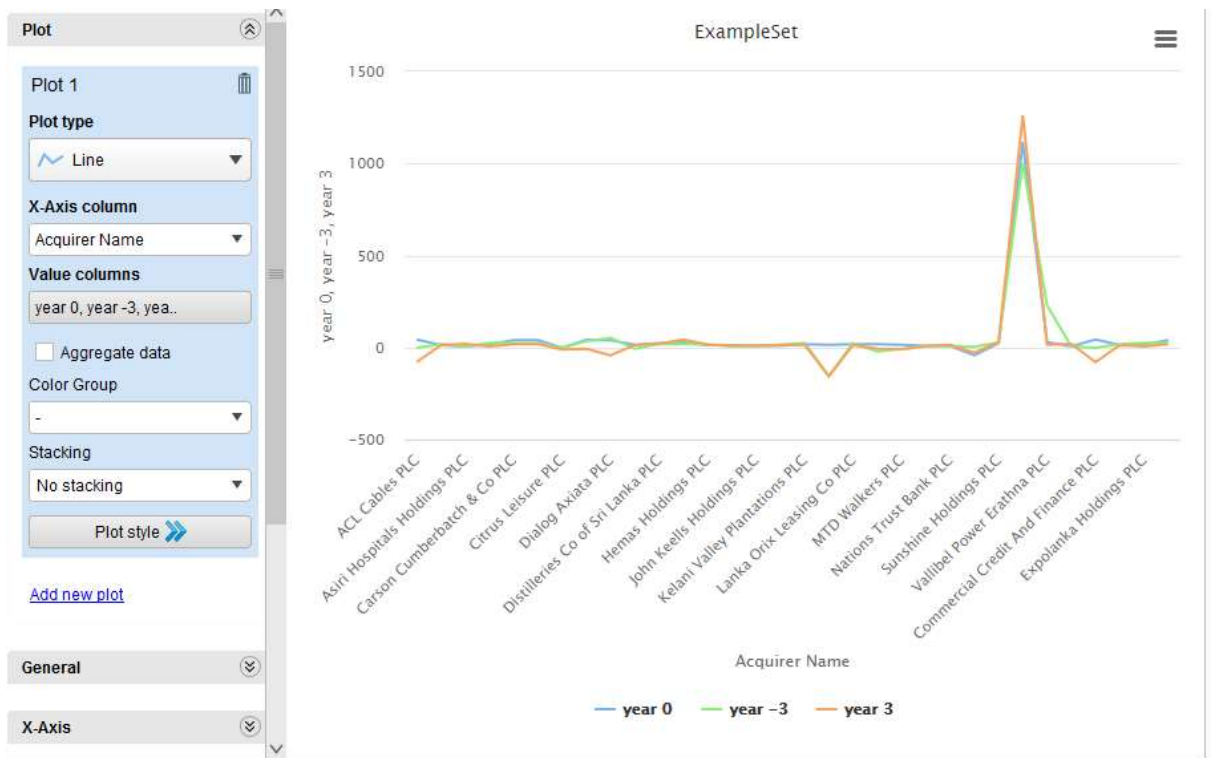 Plot
Plot 1
Plot type
Line
X-Axis column
Acquirer Name
Value columns
year 0, year -3, yea..
Aggregate data
Color Group
-
Stacking
No stacking
Plot style
Add new plot
General
X-Axis
ExampleSet
year 0, year -3, year 3
1500
1000
500
0
-500
ACL Cables PLC
Asiri Hospitals Holdings PLC
Carson Cumberbatch & Co PLC
Citrus Leisure PLC
Dialog Axiata PLC
Distilleries Co of Sri Lanka PLC
Hemas Holdings PLC
John Keells Holdings PLC
Kelani Valley Plantations PLC
Lanka Orix Leasing Co PLC
MTD Walkers PLC
Nations Trust Bank PLC
Sunshine Holdings PLC
Vallibel Power Erathna PLC
Commercial Credit And Finance PLC
Expolanka Holdings PLC
Acquirer Name
year 0
year -3
year 3